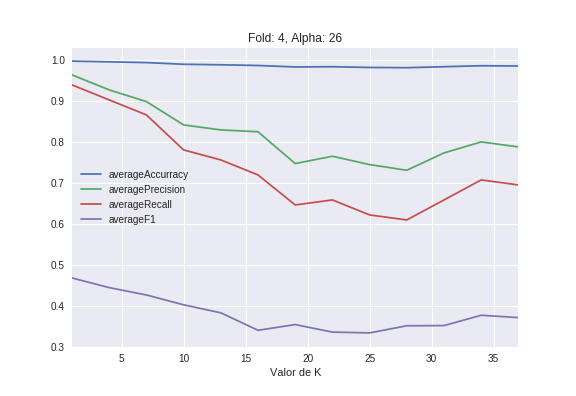 Fold: 4, Alpha: 26
1.0
0.9
0.8
0.7
0.6
0.5
0.4
0.3
averageAccurracy
averagePrecision
averageRecall
averageF1
5 10 15 20 25 30 35
Valor de K